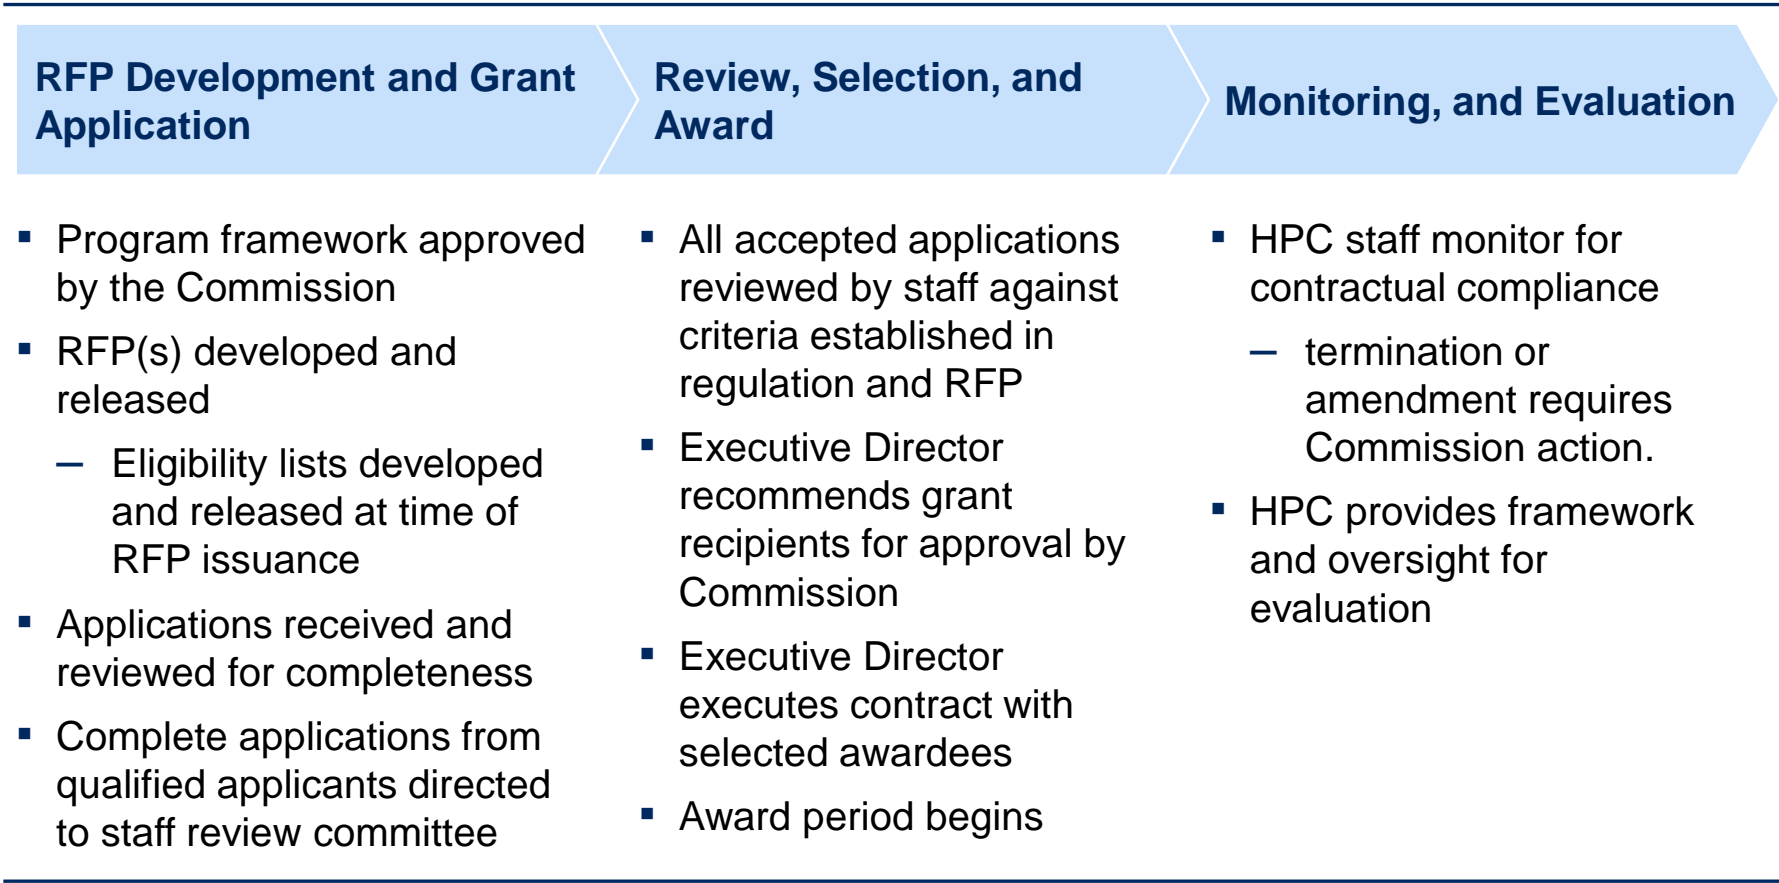 RFP Development and Grant
Application
▪ Program framework approved
by the Commission
▪ RFP(s) developed and
released
– Eligibility lists developed
and released at time of
RFP issuance
▪ Applications received and
reviewed for completeness
▪ Complete applications from
qualified applicants directed
to staff review committee
Review, Selection, and
Award
▪ All accepted applications
reviewed by staff against
criteria established in
regulation and RFP
▪ Executive Director
recommends grant
recipients for approval by
Commission
▪ Executive Director
executes contract with
selected awardees
▪ Award period begins
Monitoring, and Evaluation
▪ HPC staff monitor for
contractual compliance
– termination or
amendment requires
Commission action.
▪ HPC provides framework
and oversight for
evaluation